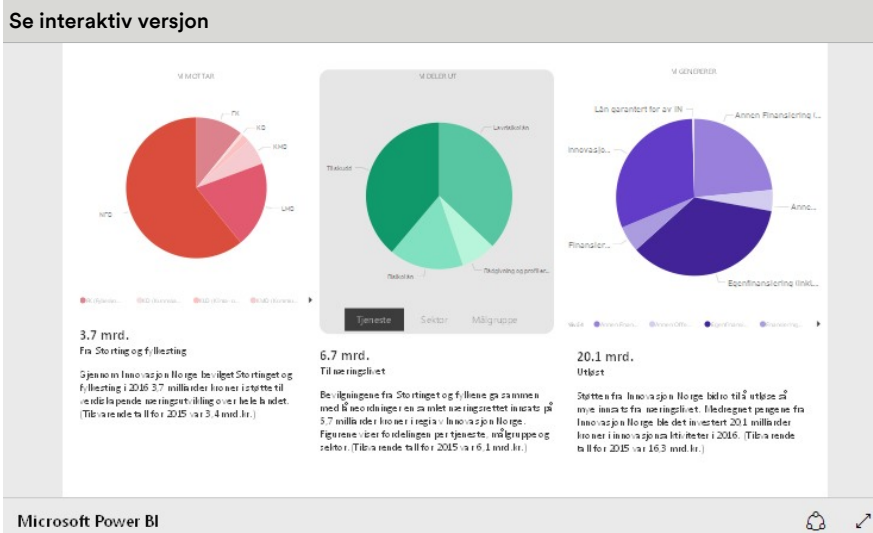 Se interaktiv versjon
VI MOTTAR
FK
KD
KMD
LMD
NFD
3.7 mrd.
Fra Storting og fylkesting
Gjennom Innovasjon Norge bevilget Stortinget og
fylkesting i 2016 3,7 milliarder kroner i støtte til
verdiskapende næringsutvikling over hele landet.
(Tilsvarende tall for 2015 var 3,4 mrd.kr.)
VI DELER UT
Lavrisikolån
Tilskudd
Risikolån
Rådgivning og profiler...
Tjeneste
Sektor
Målgruppe
6.7 mrd.
Til næringslivet
Bevilgningene fra Stortinget og fylkene ga sammen
med låneordninger en samlet næringsrettet innsats på
6,7 milliarder kroner i regi av Innovasjon Norge.
Figurene viser fordelingen per tjeneste, målgruppe og
sektor. (Tilsvarende tall for 2015 var 6,1 mrd.kr.)
VI GENERERER
Lån garantert for av IN
Annen Finansiering i...
Innovasjo...
Anne...
Finansier...
Egenfinansiering (inkl...
20.1 mrd.
Utløst
Støtten fra Innovasjon Norge bidro til å utløse så
mye innsats fra næringslivet. Medregnet pengene fra
Innovasjon Norge ble det investert 20,1 milliarder
kroner i innovasjonsaktiviteter i 2016. (Tilsvarende
tall for 2015 var 16,3 mrd.kr.)
Microsoft Power BI